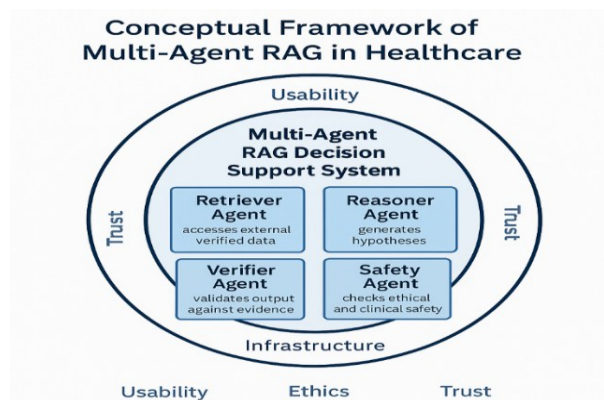 Conceptual Framework of
Multi-Agent RAG in Healthcare
Usability
Multi-Agent
RAG Decision
Support System
Trust
Retriever
Agent
accesses external
verified data
Reasoner
Agent
generates
hypotheses
Trust
Verifier
Agent
validates output
against evidence
Safety
Agent
checks ethical
and clinical safety
Infrastructure
Usability Ethics Trust